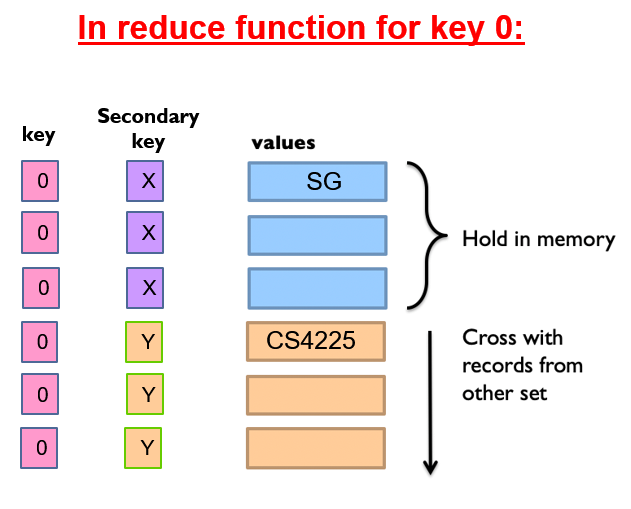 In reduce function for key 0:
key
Secondary
key
values
0 X SG
0 X
0 X
Hold in memory
0 Y CS4225
0 Y
0 Y
Cross with
records from
other set